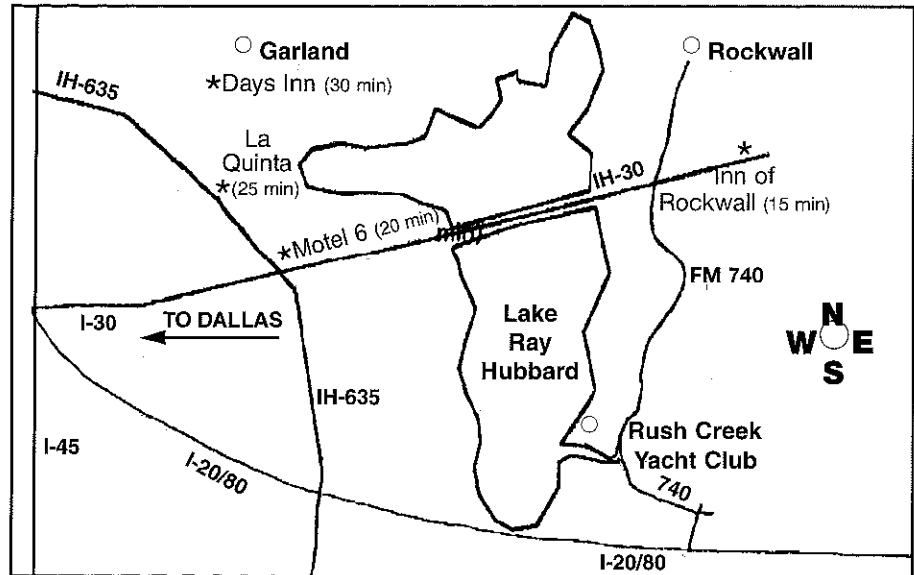 Garland
Rockwall
*Days Inn (30 min)
IH-635
La
Quinta
*(25 min)
*
IH-30
Inn of
Rockwall (15 min)
*Motel 6 (20 min)
FM 740
I-30
TO DALLAS
Lake
Ray
Hubbard
N
W E
S
IH-635
Rush Creek
Yacht Club
I-45
I-20/80
740
I-20/80